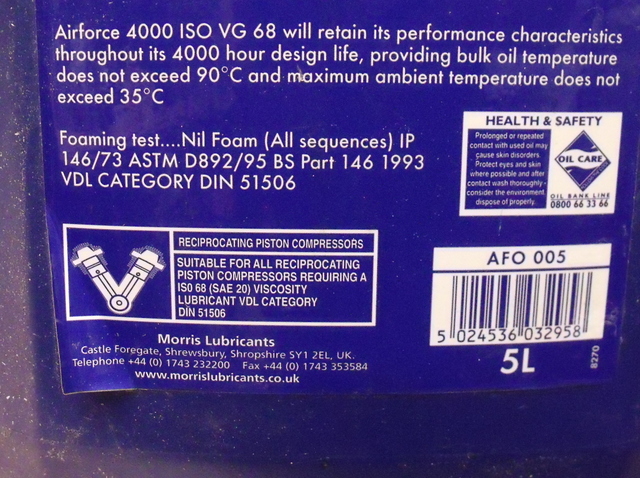 Airforce 4000 ISO VG 68 will retain its performance characteristics
throughout its 4000 hour design life, providing bulk oil temperature
does not exceed 90°C and maximum ambient temperature does not
exceed 35°C
Foaming test....Nil Foam (All sequences) IP
146/73 ASTM D892/95 BS Part 146 1993
VDL CATEGORY DIN 51506
HEALTH & SAFETY
Prolonged or repeated
contact with used oil may
cause skin disorders.
Protect eyes and skin
where possible and after
contact wash thoroughly-
consider the environment
dispose of properly.
OIL CARE
OIL BANK LINE
0800 66 33 66
RECIPROCATING PISTON COMPRESSORS
SUITABLE FOR ALL RECIPROCATING
PISTON COMPRESSORS REQUIRING A
IS0 68 (SAE 20) VISCOSITY
LUBRICANT VDL CATEGORY
DIN 51506
AFO 005
5 024536 032958
5L
8270
Morris Lubricants
Castle Foregate, Shrewsbury, Shropshire SY1 2EL, UK.
Telephone +44 (0) 1743 232200 Fax +44 (0) 1743 353584
www.morrislubricants.co.uk